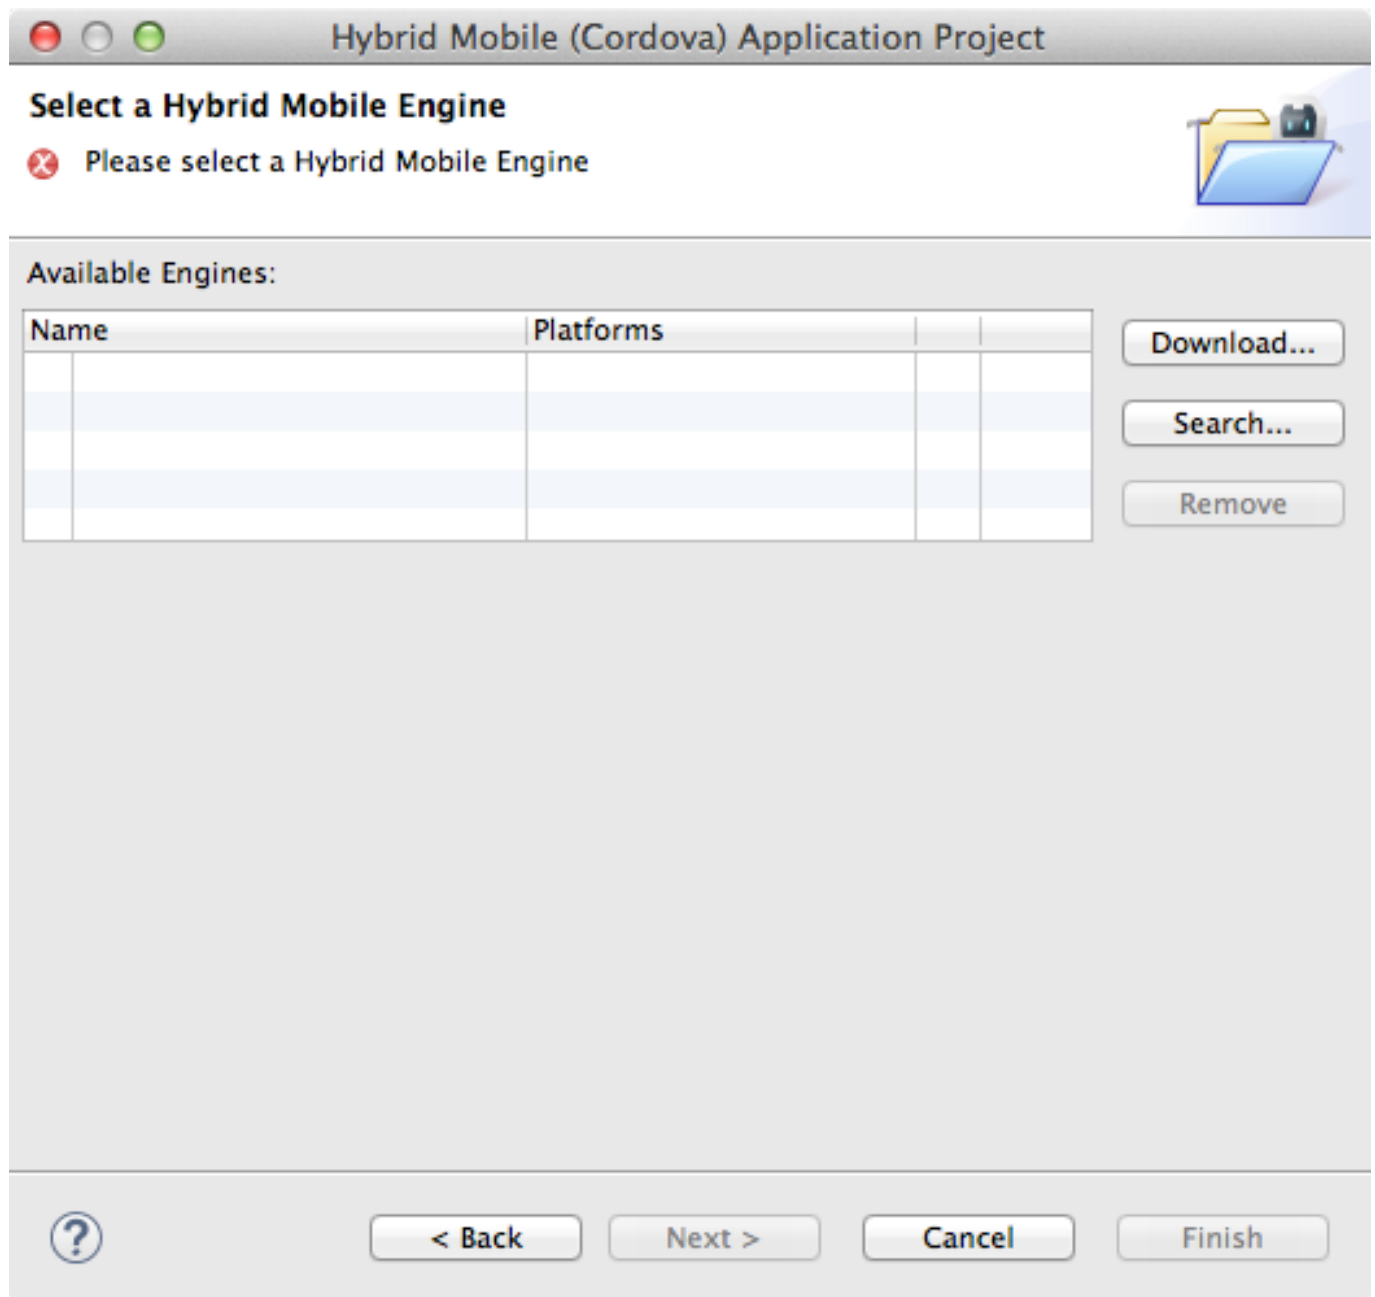 Hybrid Mobile (Cordova) Application Project
Select a Hybrid Mobile Engine
Please select a Hybrid Mobile Engine
Available Engines:
Name Platforms
Download...
Search...
Remove
? < Back Next > Cancel Finish